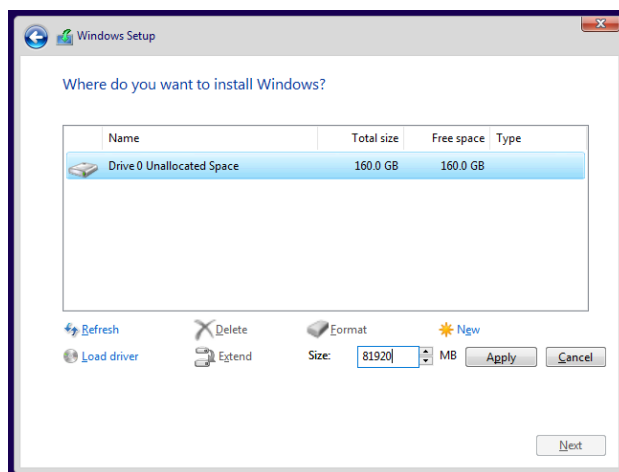 Windows Setup
Where do you want to install Windows?
Name Total size Free space Type
Drive 0 Unallocated Space 160.0 GB 160.0 GB
Refresh Delete Format New
Load driver Extend Size: 81920 MB Apply Cancel
Next